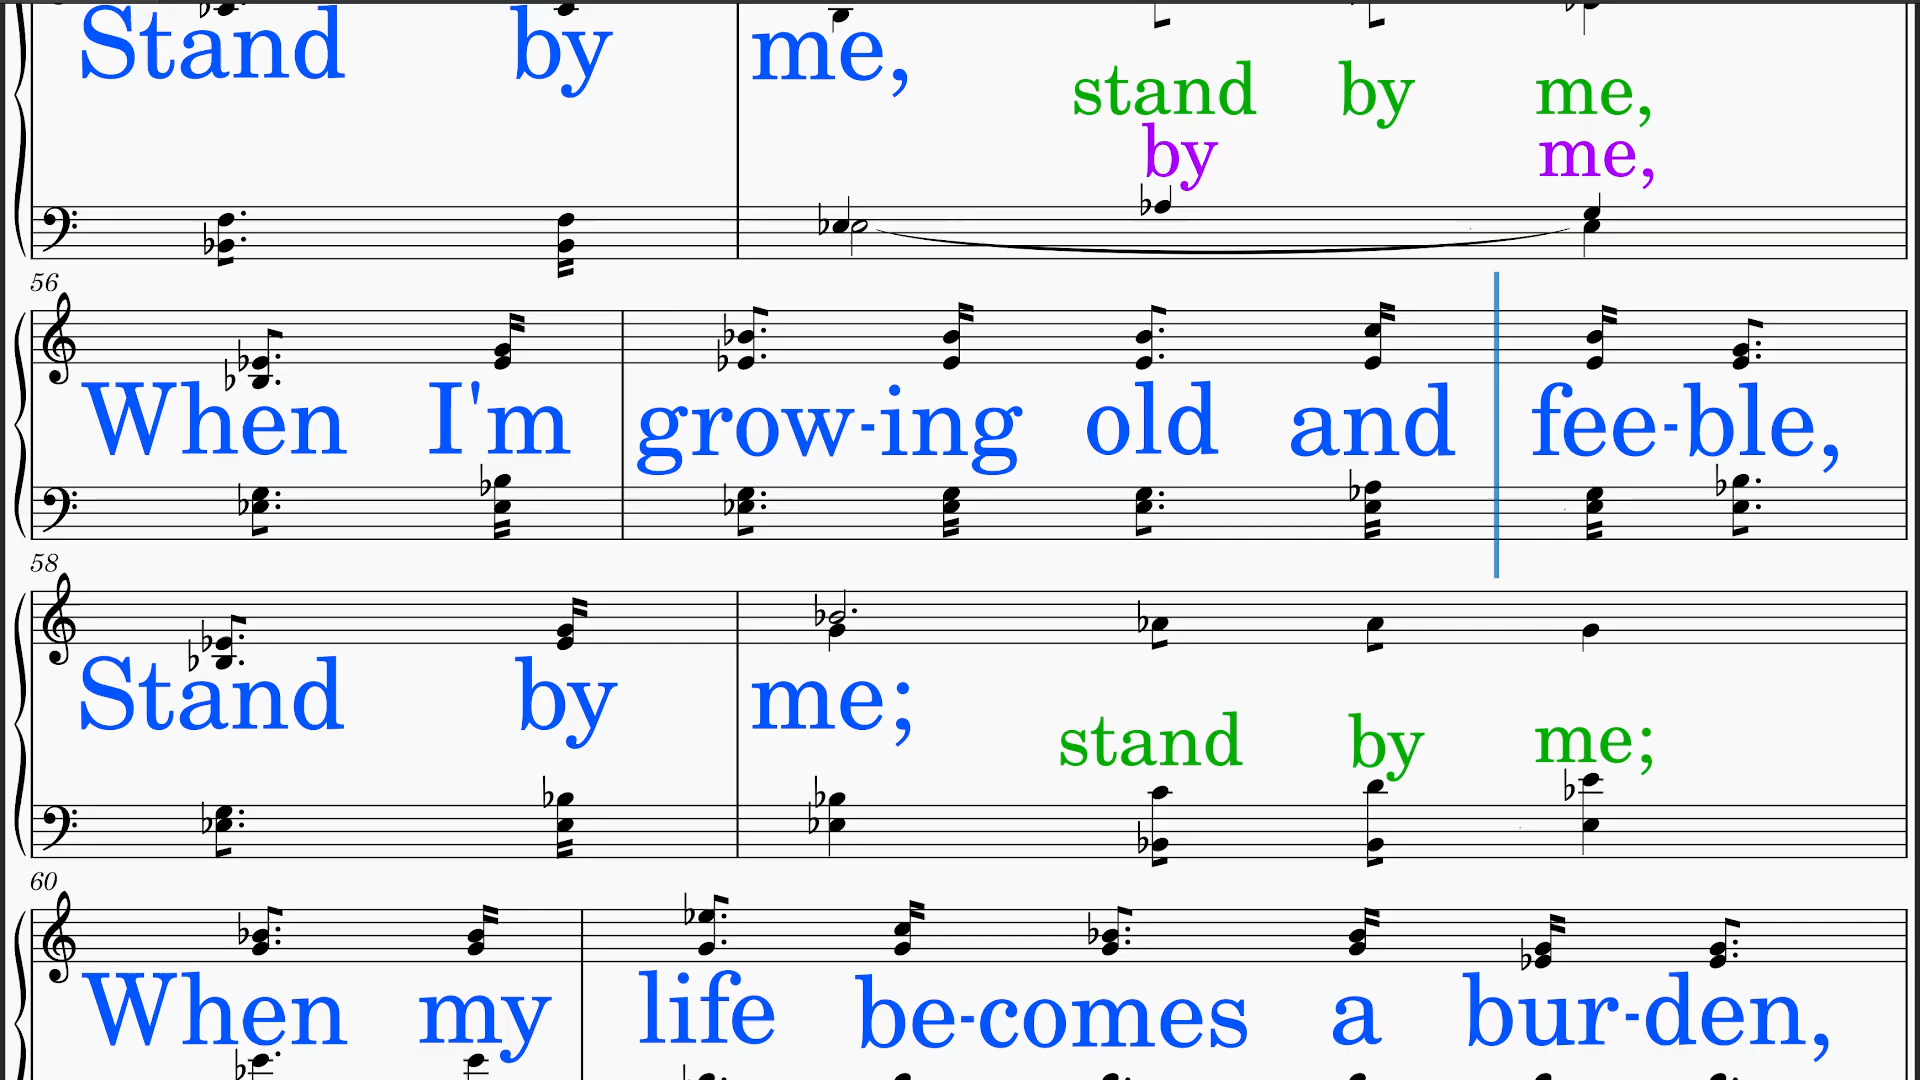 Stand by me,
stand by me,
by me,
56
When I'm grow-ing old and fee-ble,
58
Stand by me;
stand by me;
60
When my life be-comes a bur-den,